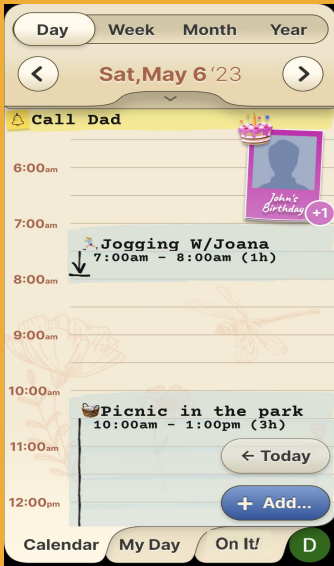 Day Week Month Year
Sat,May 6 '23
Call Dad
6:00am
John's
Birthday
+1
7:00am
Jogging W/Joana
7:00am - 8:00am (1h)
8:00am
9:00am
10:00am
Picnic in the park
10:00am - 1:00pm (3h)
11:00am
← Today
12:00pm
+ Add...
Calendar My Day On It! D